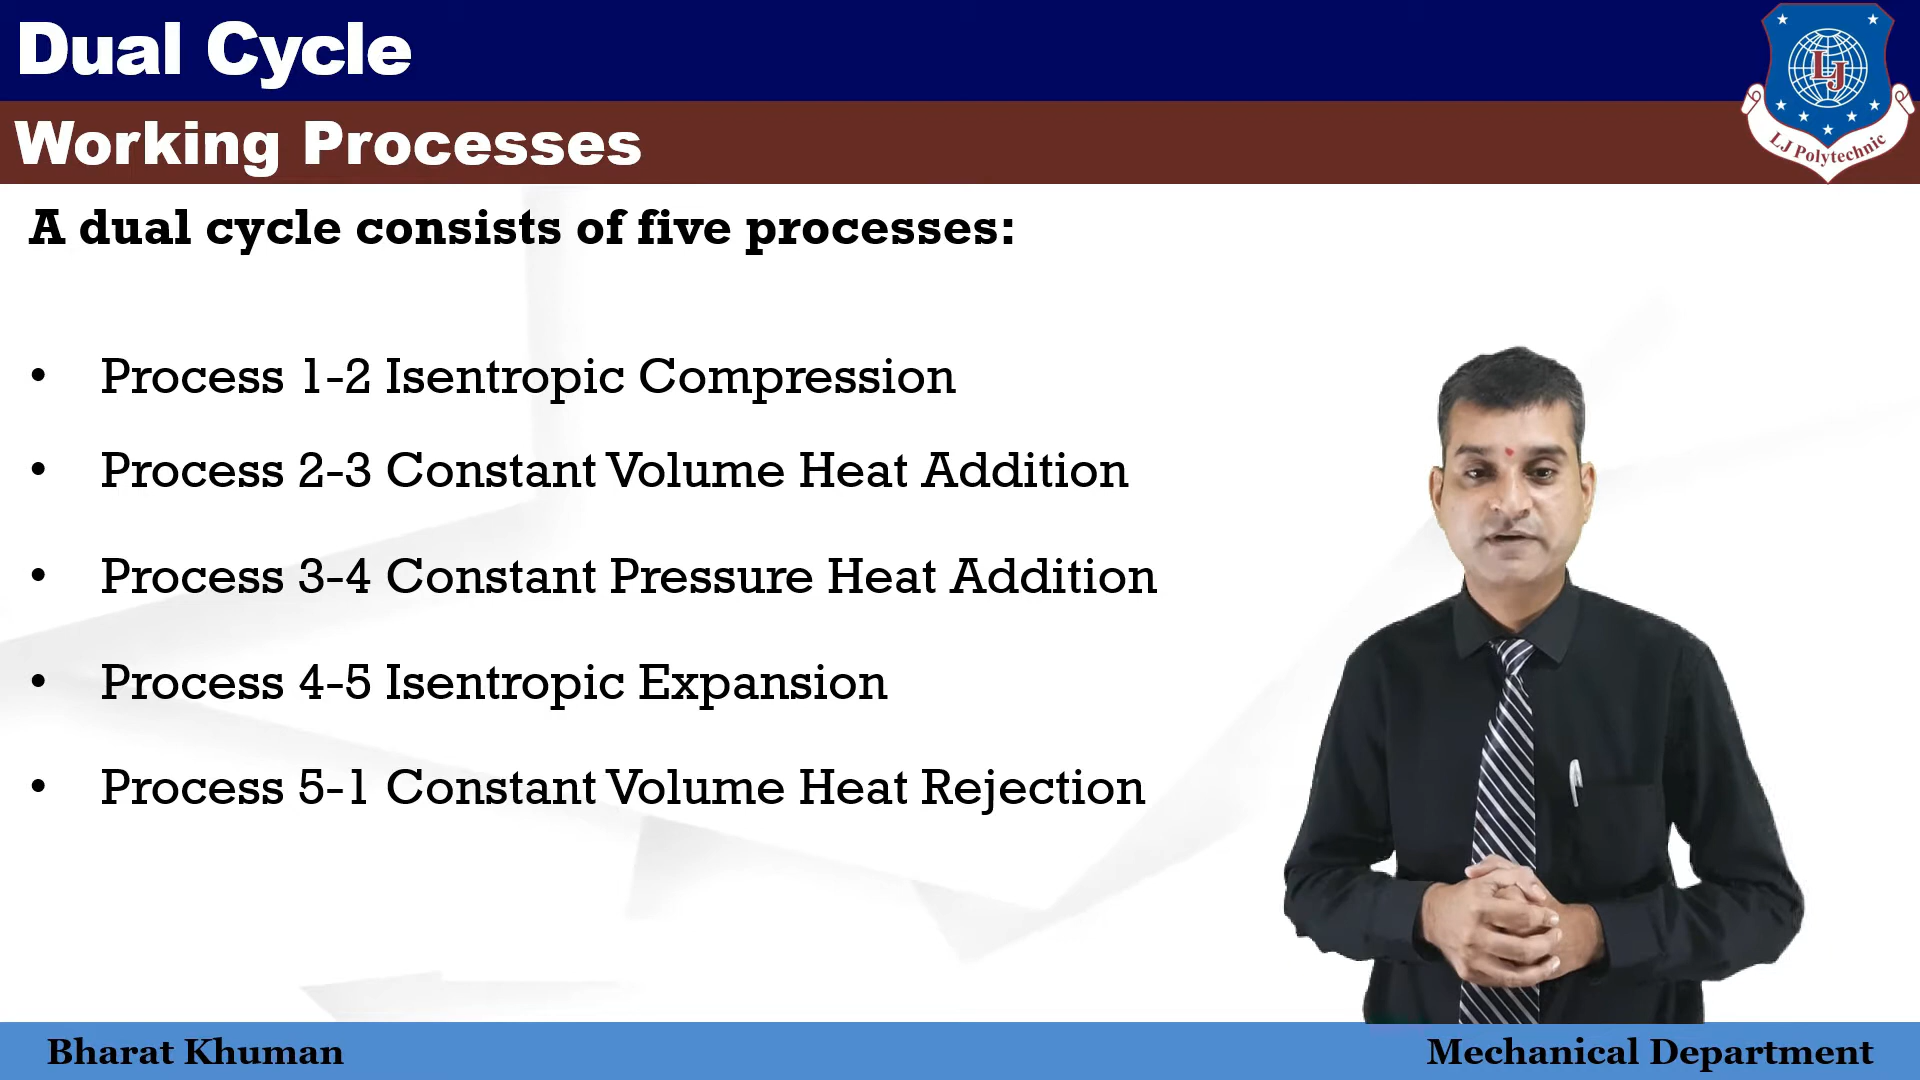 Dual Cycle
Working Processes
LJ
LJ Polytechnic
A dual cycle consists of five processes:
• Process 1-2 Isentropic Compression
• Process 2-3 Constant Volume Heat Addition
• Process 3-4 Constant Pressure Heat Addition
• Process 4-5 Isentropic Expansion
• Process 5-1 Constant Volume Heat Rejection
Bharat Khuman
Mechanical Department